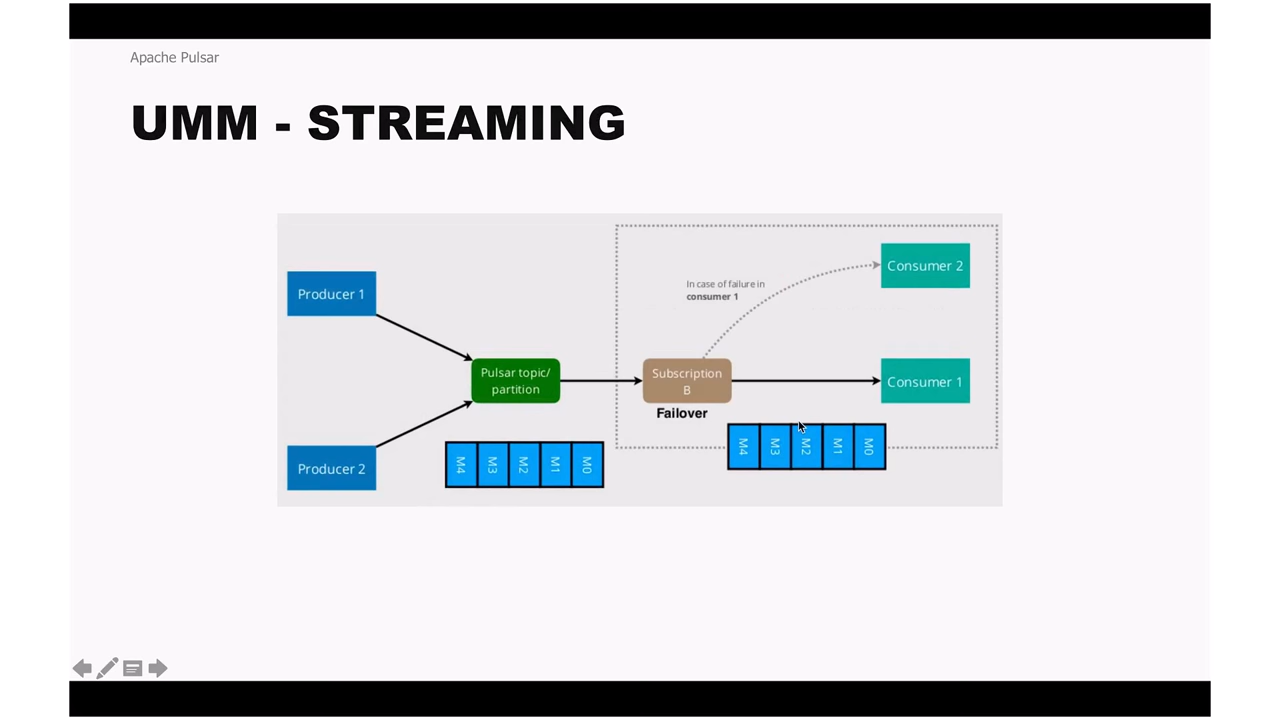 Apache Pulsar
UMM - STREAMING
Producer 1
Producer 2
Pulsar topic/
partition
M4 M3 M2 M1 M0
In case of failure in
consumer 1
Subscription
B
Failover
Consumer 2
Consumer 1
M4 M3 M2 M1 M0